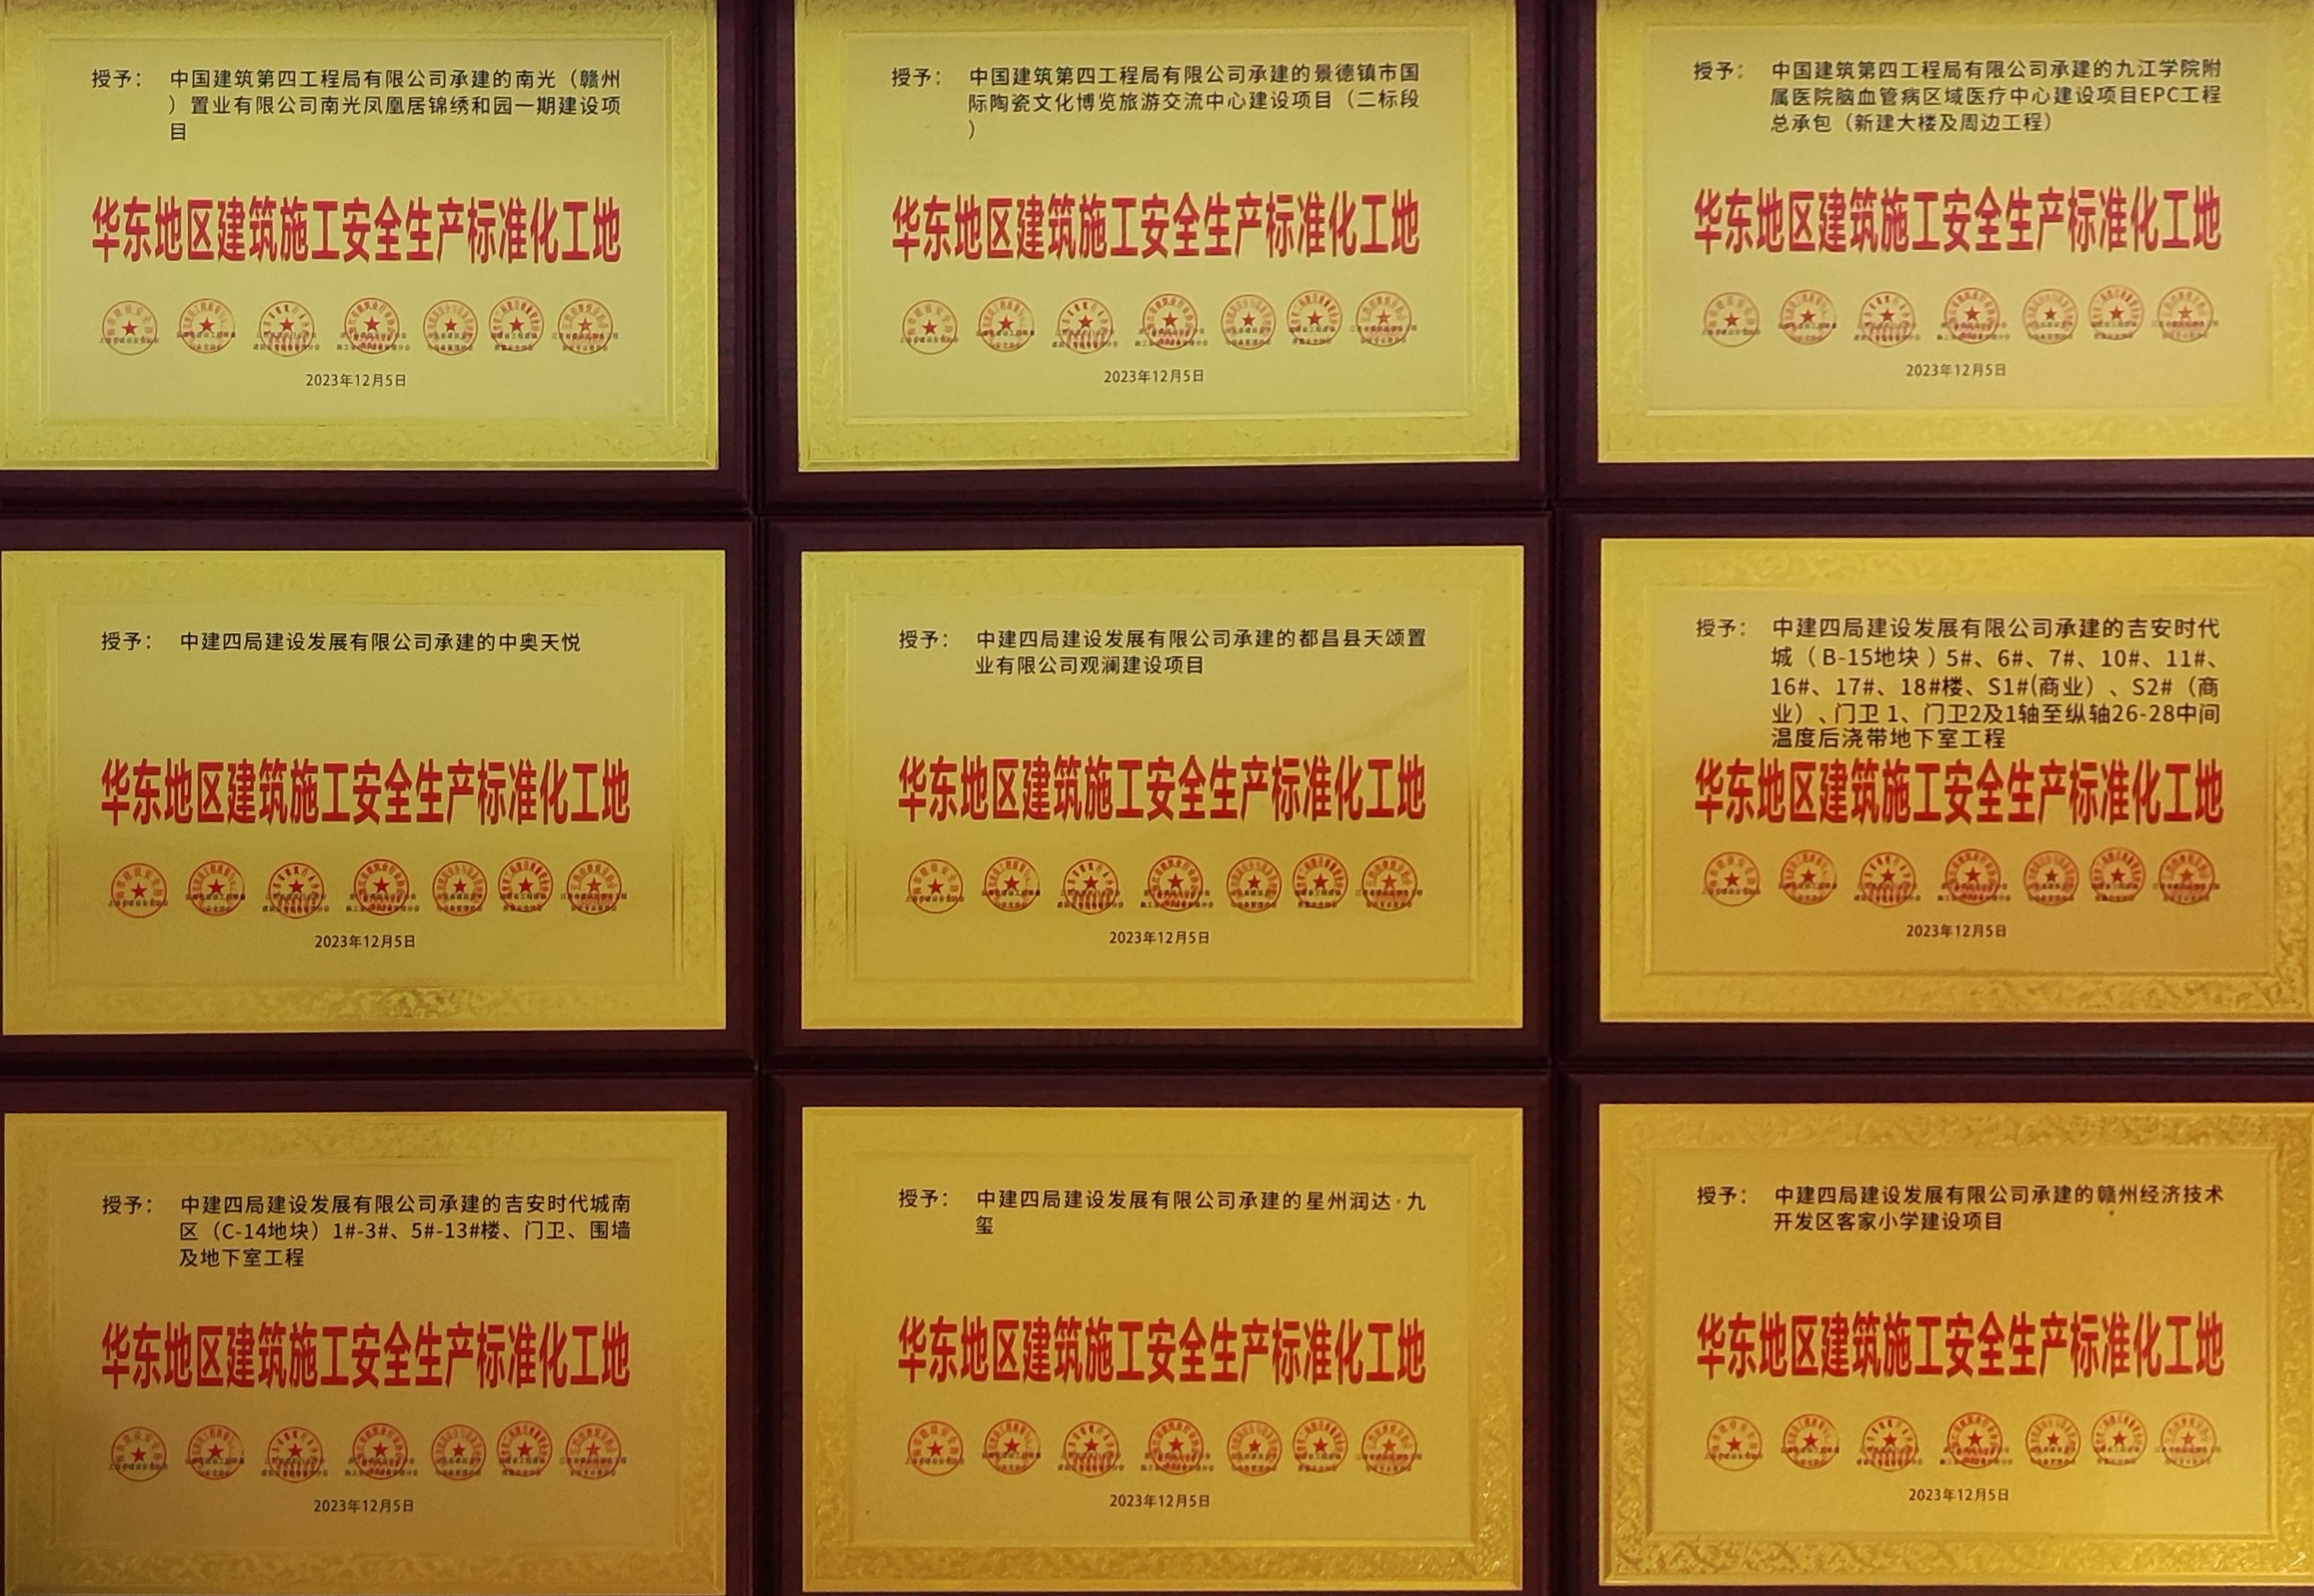 授予： 中国建筑第四工程局有限公司承建的南光（赣州
）置业有限公司南光凤凰居锦绣和园一期建设项
目
华东地区建筑施工安全生产标准化工地
2023年12月5日
授予： 中国建筑第四工程局有限公司承建的景德镇市国
际陶瓷文化博览旅游交流中心建设项目（二标段
）
华东地区建筑施工安全生产标准化工地
2023年12月5日
授予： 中国建筑第四工程局有限公司承建的九江学院附
属医院脑血管病区域医疗中心建设项目EPC工程
总承包（新建大楼及周边工程）
华东地区建筑施工安全生产标准化工地
2023年12月5日
授予： 中建四局建设发展有限公司承建的中奥天悦
华东地区建筑施工安全生产标准化工地
2023年12月5日
授予： 中建四局建设发展有限公司承建的都昌县天颂置
业有限公司观澜建设项目
华东地区建筑施工安全生产标准化工地
2023年12月5日
授予： 中建四局建设发展有限公司承建的吉安时代
城（B-15地块）5#、6#、7#、10#、11#、
16#、17#、18#楼、S1#(商业）、S2#（商
业）、门卫 1、门卫2及1轴至纵轴26-28中间
温度后浇带地下室工程
华东地区建筑施工安全生产标准化工地
2023年12月5日
授予： 中建四局建设发展有限公司承建的吉安时代城南
区（C-14地块）1#-3#、5#-13#楼、门卫、围墙
及地下室工程
华东地区建筑施工安全生产标准化工地
2023年12月5日
授予： 中建四局建设发展有限公司承建的星州润达·九
玺
华东地区建筑施工安全生产标准化工地
2023年12月5日
授予： 中建四局建设发展有限公司承建的赣州经济技术
开发区客家小学建设项目
华东地区建筑施工安全生产标准化工地
2023年12月5日